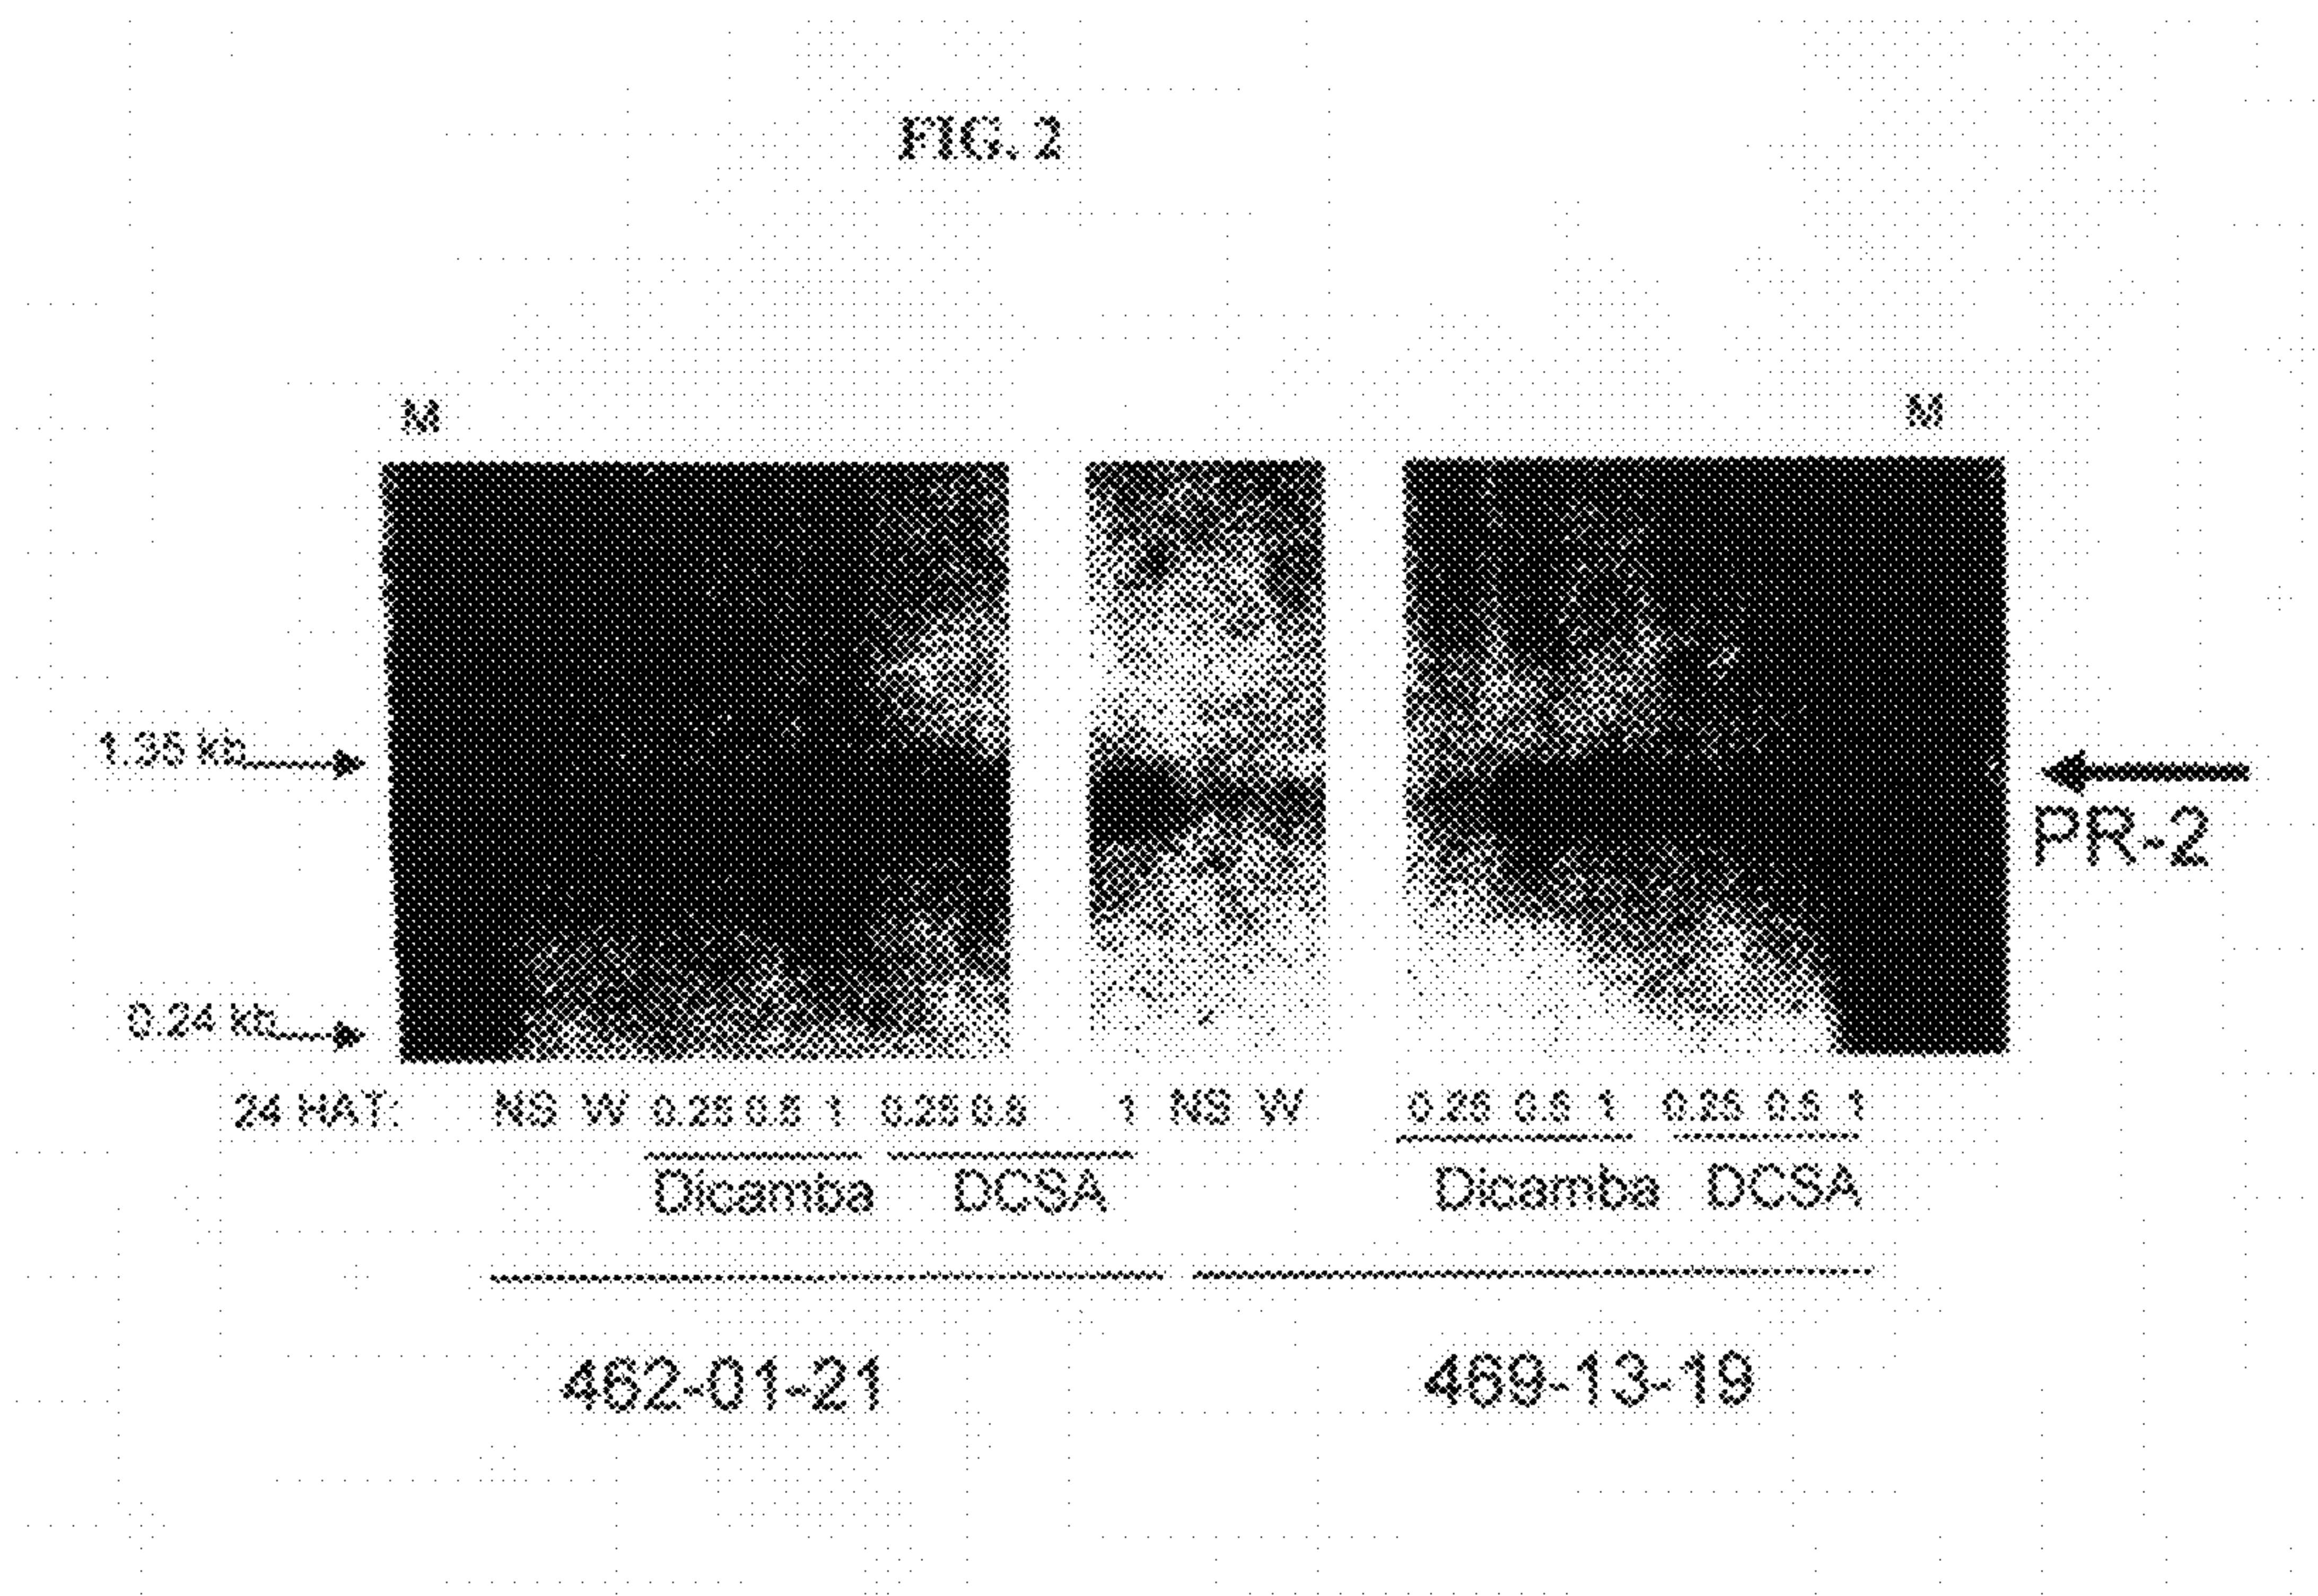 FIG. 2
M M
1.35 kb
PR-2
0.24 kb
24 HAT: NS W 0.25 0.5 1 0.25 0.5 1 NS W 0.25 0.5 1 0.25 0.5 1
Dicamba DCSA Dicamba DCSA
462-01-21 469-13-19